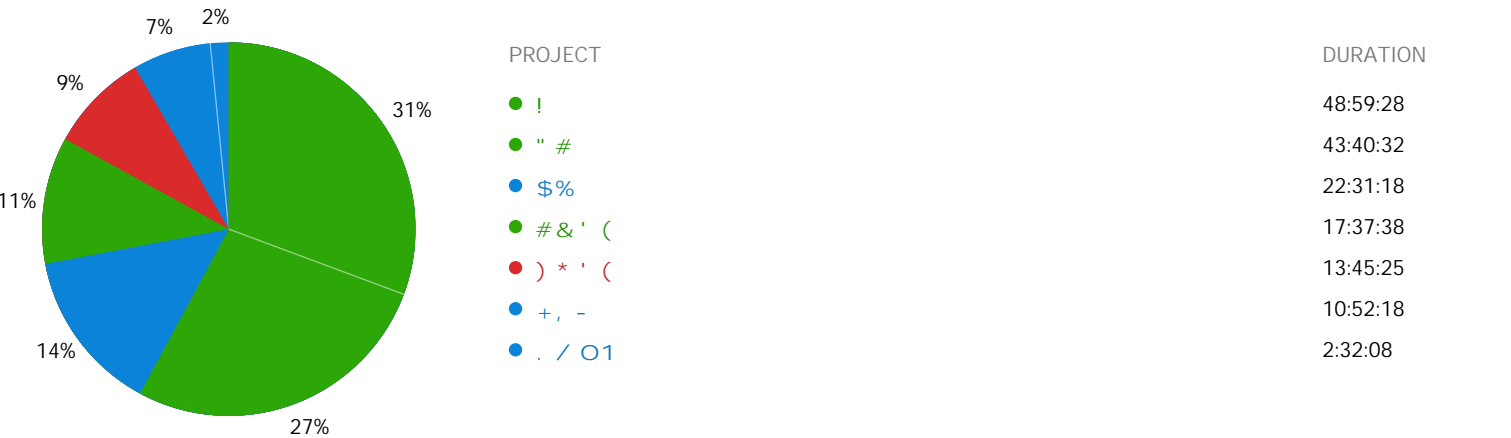 2%
7%
9%
31%
11%
14%
27%
PROJECT DURATION
! 48:59:28
" # 43:40:32
$% 22:31:18
#&' ( 17:37:38
)*' ( 13:45:25
+, - 10:52:18
. / 01 2:32:08